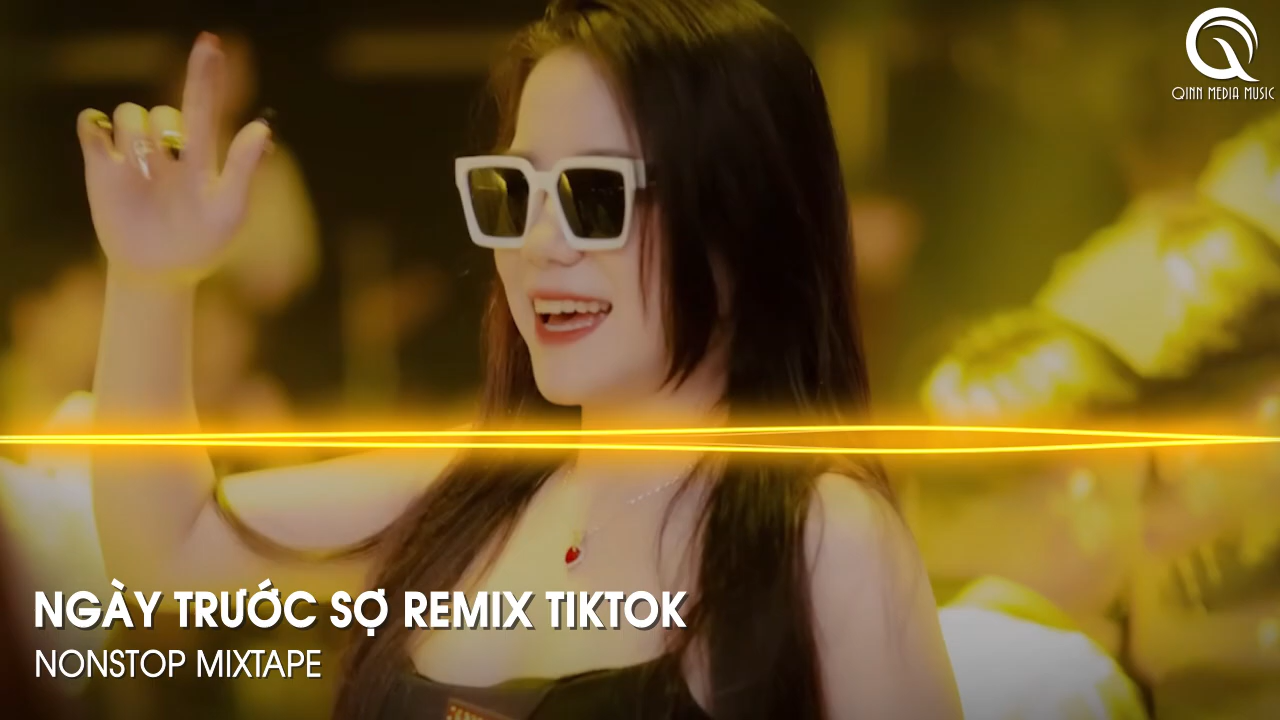 QINN MEDIA MUSIC
NGÀY TRƯỚC SỢ REMIX TIKTOK
NONSTOP MIXTAPE